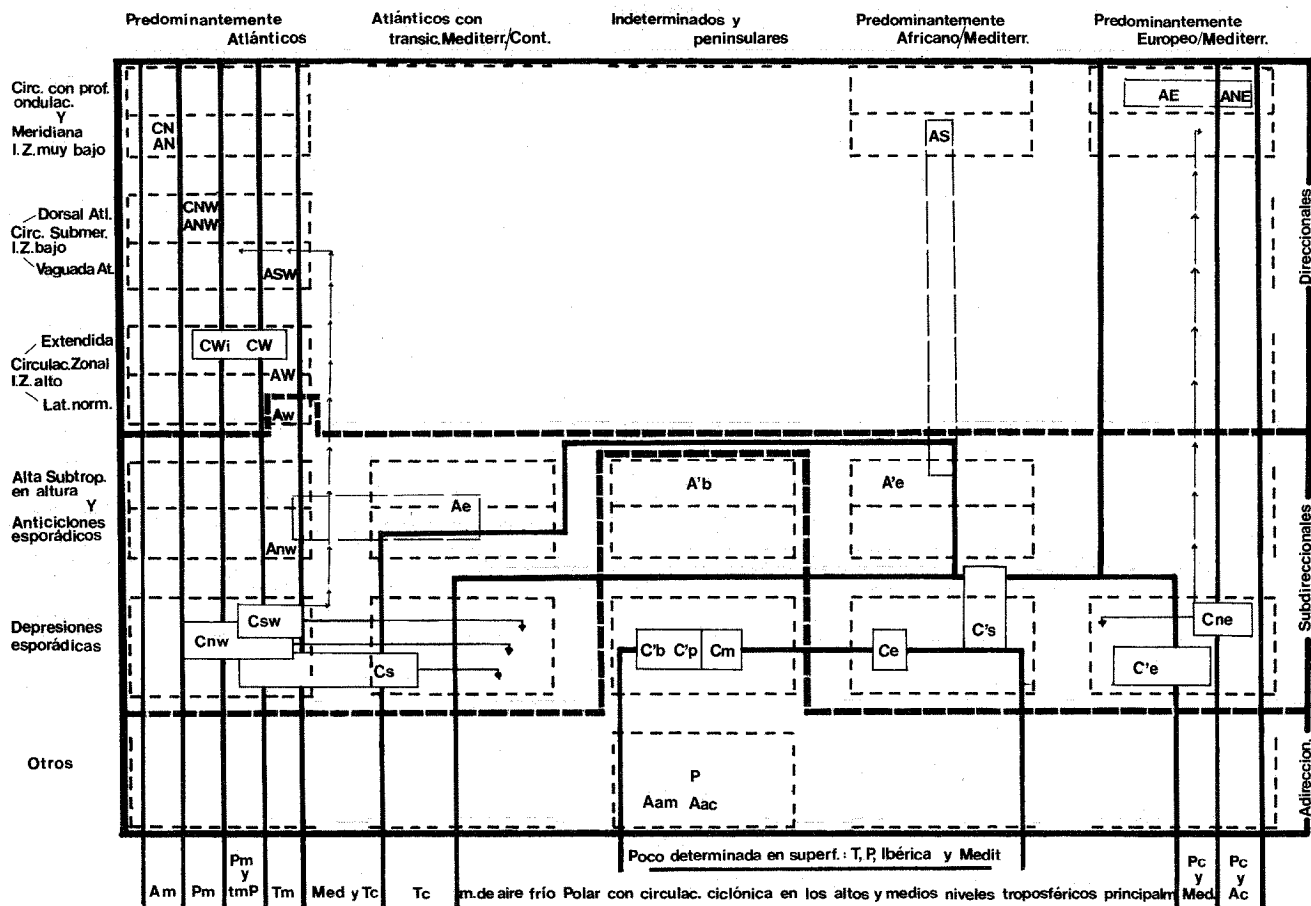 Predominantemente
Atlánticos
Atlánticos con
transic.Mediterr./Cont.
Indeterminados y
peninsulares
Predominantemente
Africano/Mediterr.
Predominantemente
Europeo/Mediterr.
Circ. con prof.
ondulac.
Y
Meridiana
I.Z.muy bajo
CN
AN
AS
AE
ANE
Dorsal Atl.
Circ. Submer.
I.Z.bajo
Vaguada At.
CNW
ANW
ASW
Extendida
Circulac.Zonal
I.Z.alto
Lat.norm.
CWi CW
AW
Aw
Direccionales
Alta Subtrop.
en altura
Y
Anticiclones
esporádicos
Ae
Anw
A'b
A'e
Depresiones
esporádicas
Csw
Cnw
Cs
C'b C'p Cm
Ce
C's
Cne
C'e
Subdireccionales
Otros
P
Aam Aac
Adireccion.
Poco determinada en superf.: T, P, Ibérica y Medit
Am
Pm
Pm
y
tmP
Tm
Med y Tc
Tc
m.de aire frío Polar con circulac. ciclónica en los altos y medios niveles troposféricos principalm
Pc
y
Med.
Pc
y
Ac